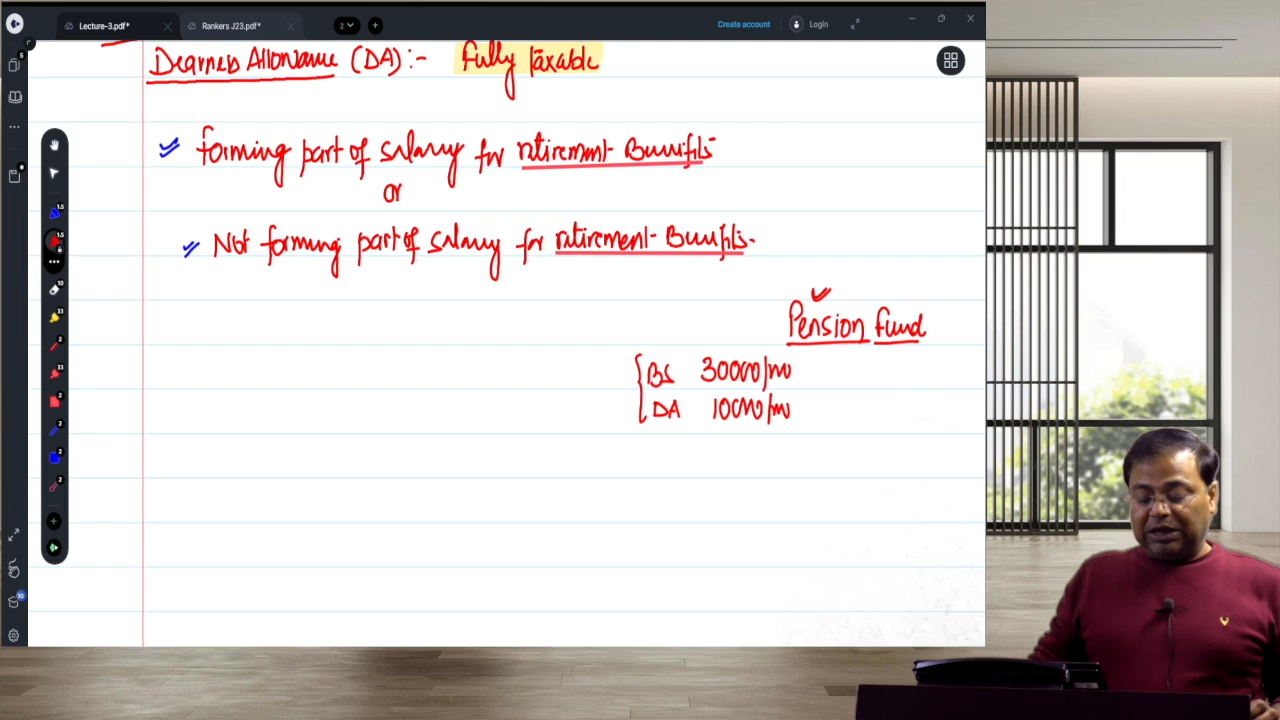 Lecture-3.pdf*
Rankers J23.pdf*
2
Create account
Login
Dearness Allowance (DA):- Fully Taxable
forming part of salary for retirement Benefits
or
Not forming part of salary for retirement Benefits.
Pension Fund
BS 30000/mo
DA 10000/mo